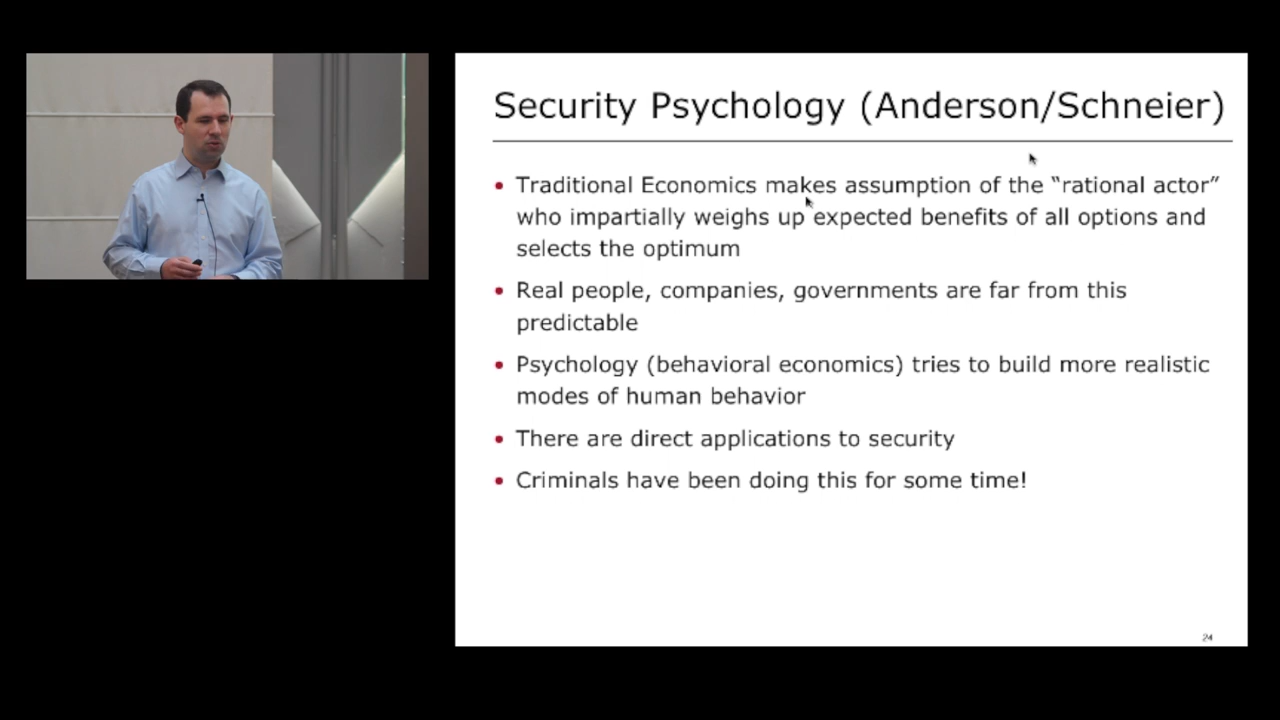 Security Psychology (Anderson/Schneier)
• Traditional Economics makes assumption of the “rational actor”
who impartially weighs up expected benefits of all options and
selects the optimum
• Real people, companies, governments are far from this
predictable
• Psychology (behavioral economics) tries to build more realistic
modes of human behavior
• There are direct applications to security
• Criminals have been doing this for some time!
24